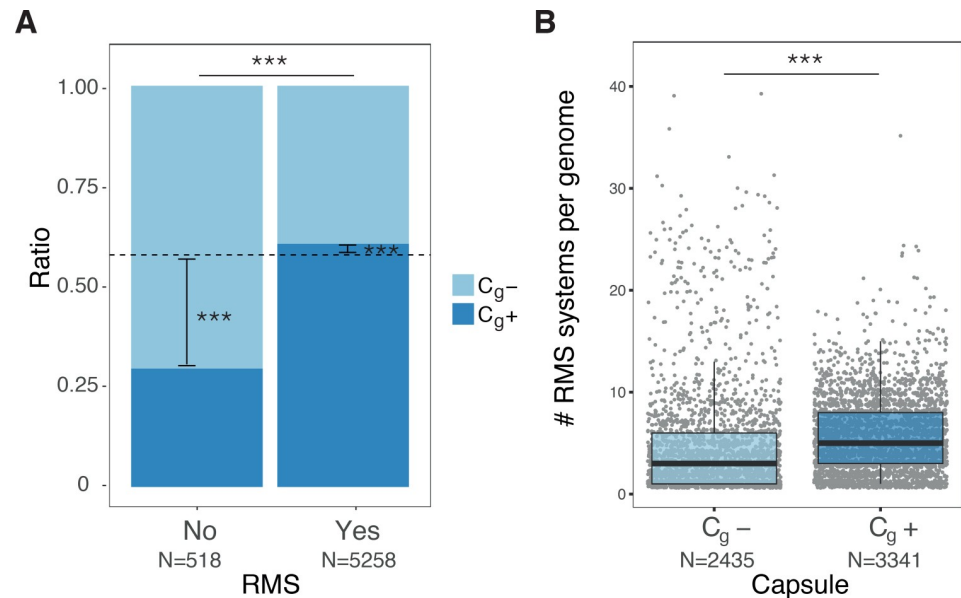 A
***
1.00
0.75
0.50
0.25
0
Ratio
***
***
No
Yes
N=518
N=5258
RMS
Cg−
Cg+
B
***
40
30
20
10
0
# RMS systems per genome
Cg −
Cg +
N=2435
N=3341
Capsule